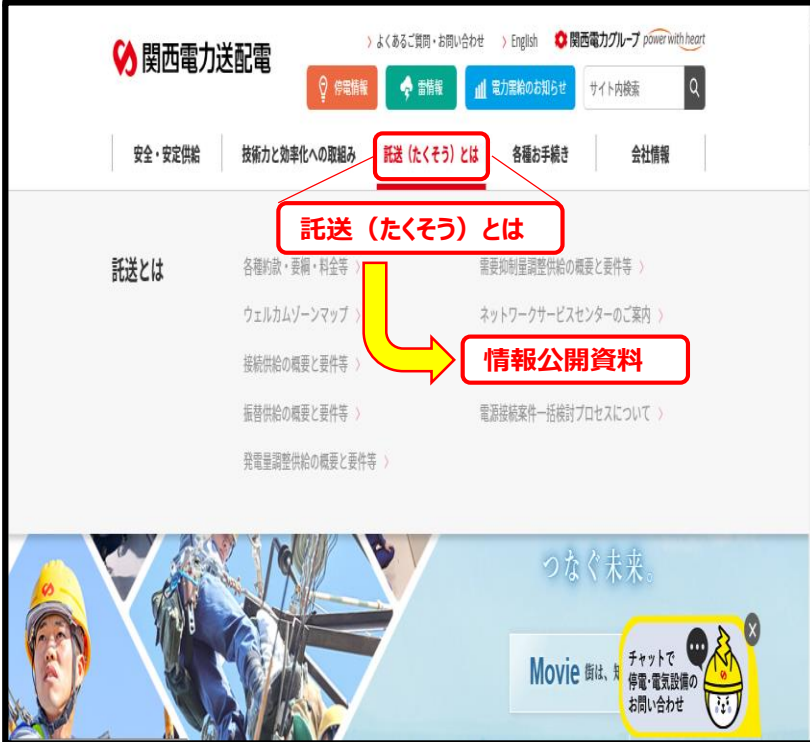 関西電力送配電
よくあるご質問・お問い合わせ
English
関西電力グループ power with heart
停電情報
雷情報
電力需給のお知らせ
サイト内検索
安全・安定供給
技術力と効率化への取組み
託送（たくそう）とは
各種お手続き
会社情報
託送（たくそう）とは
託送とは
各種約款・要綱・料金等
需要抑制量調整供給の概要と要件等
ウェルカムゾーンマップ
ネットワークサービスセンターのご案内
接続供給の概要と要件等
情報公開資料
振替供給の概要と要件等
電源接続案件一括検討プロセスについて
発電量調整供給の概要と要件等
つなぐ未来。
Movie 街は、
チャットで
停電・電気設備の
お問い合わせ